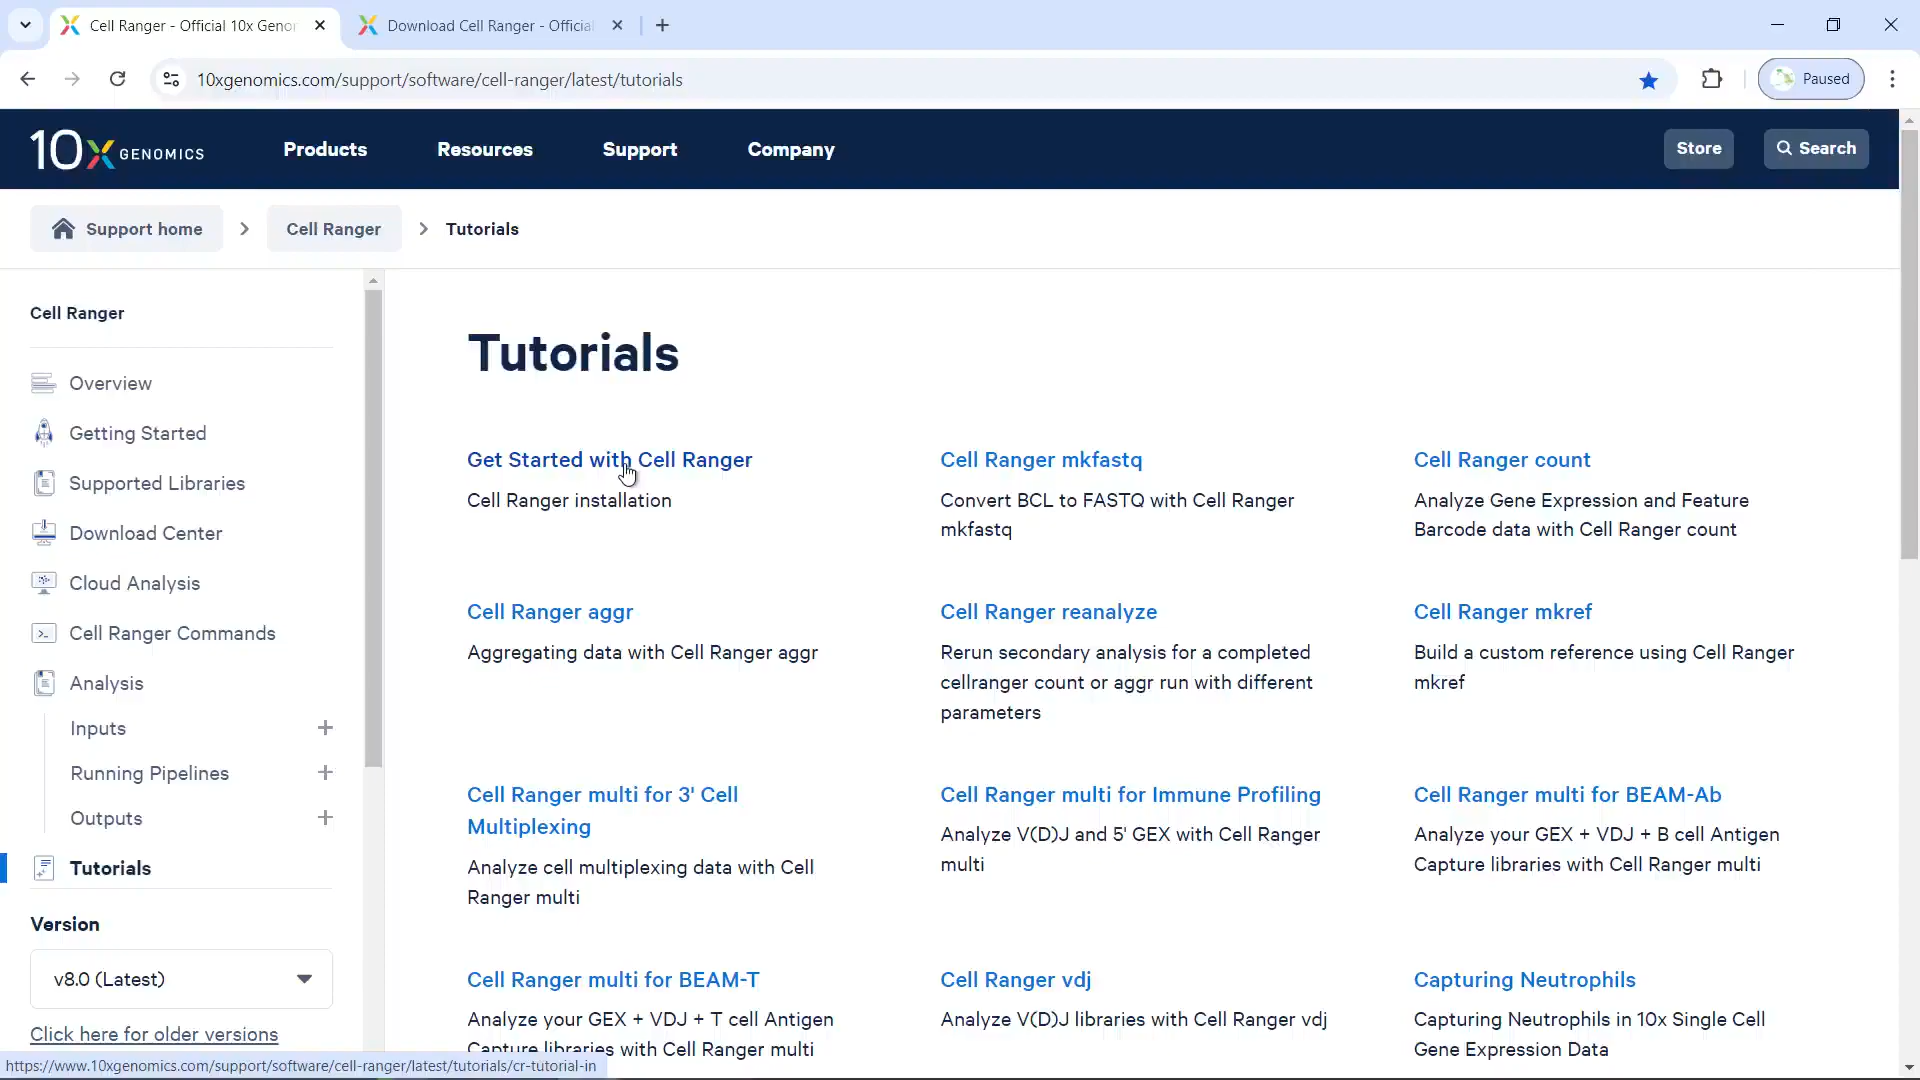 Cell Ranger - Official 10x Geno
Download Cell Ranger - Official
10xgenomics.com/support/software/cell-ranger/latest/tutorials
Paused
10X GENOMICS
Products
Resources
Support
Company
Store
Search
Support home
Cell Ranger
Tutorials
Cell Ranger
Overview
Getting Started
Supported Libraries
Download Center
Cloud Analysis
Cell Ranger Commands
Analysis
Inputs
Running Pipelines
Outputs
Tutorials
Version
v8.0 (Latest)
Click here for older versions
Tutorials
Get Started with Cell Ranger
Cell Ranger installation
Cell Ranger mkfastq
Convert BCL to FASTQ with Cell Ranger
mkfastq
Cell Ranger count
Analyze Gene Expression and Feature
Barcode data with Cell Ranger count
Cell Ranger aggr
Aggregating data with Cell Ranger aggr
Cell Ranger reanalyze
Rerun secondary analysis for a completed
cellranger count or aggr run with different
parameters
Cell Ranger mkref
Build a custom reference using Cell Ranger
mkref
Cell Ranger multi for 3' Cell
Multiplexing
Analyze cell multiplexing data with Cell
Ranger multi
Cell Ranger multi for Immune Profiling
Analyze V(D)J and 5' GEX with Cell Ranger
multi
Cell Ranger multi for BEAM-Ab
Analyze your GEX + VDJ + B cell Antigen
Capture libraries with Cell Ranger multi
Cell Ranger multi for BEAM-T
Analyze your GEX + VDJ + T cell Antigen
Capture libraries with Cell Ranger multi
Cell Ranger vdj
Analyze V(D)J libraries with Cell Ranger vdj
Capturing Neutrophils
Capturing Neutrophils in 10x Single Cell
Gene Expression Data
https://www.10xgenomics.com/support/software/cell-ranger/latest/tutorials/cr-tutorial-in